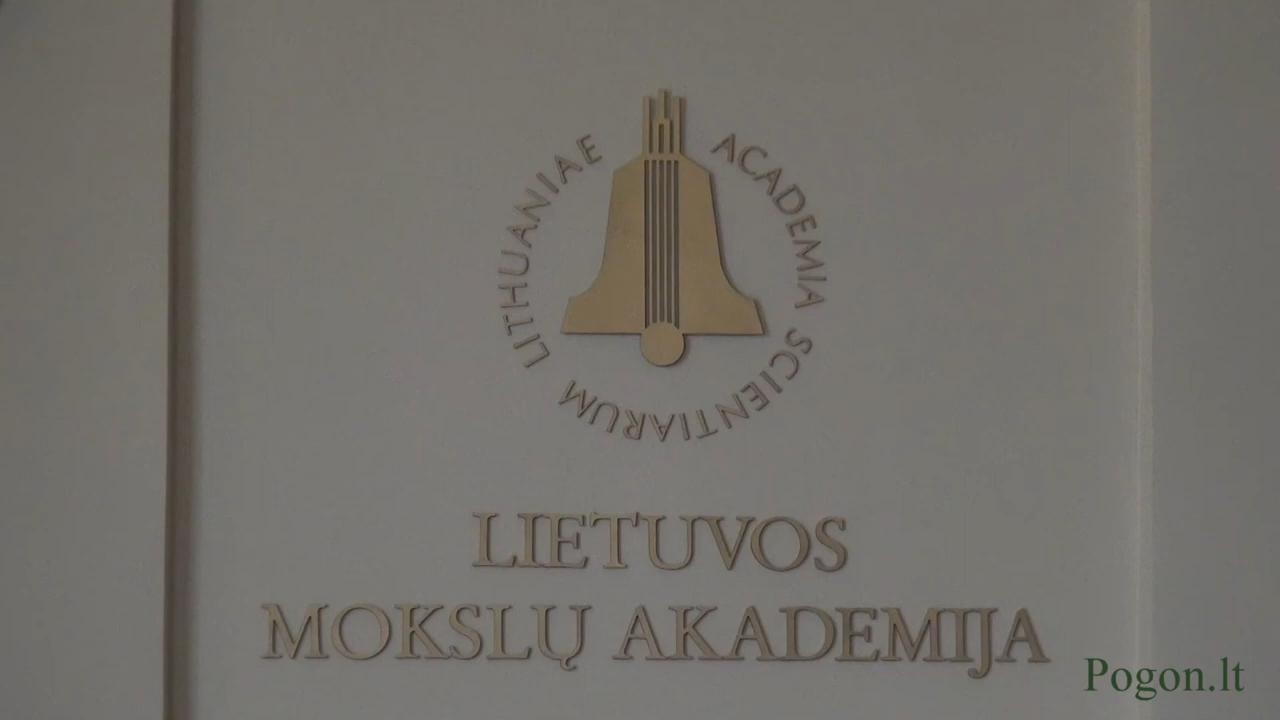 ACADEMIA SCIENTIARUM LITHUANIAE
LIETUVOS
MOKSLŲ AKADEMIJA
Pogon.lt